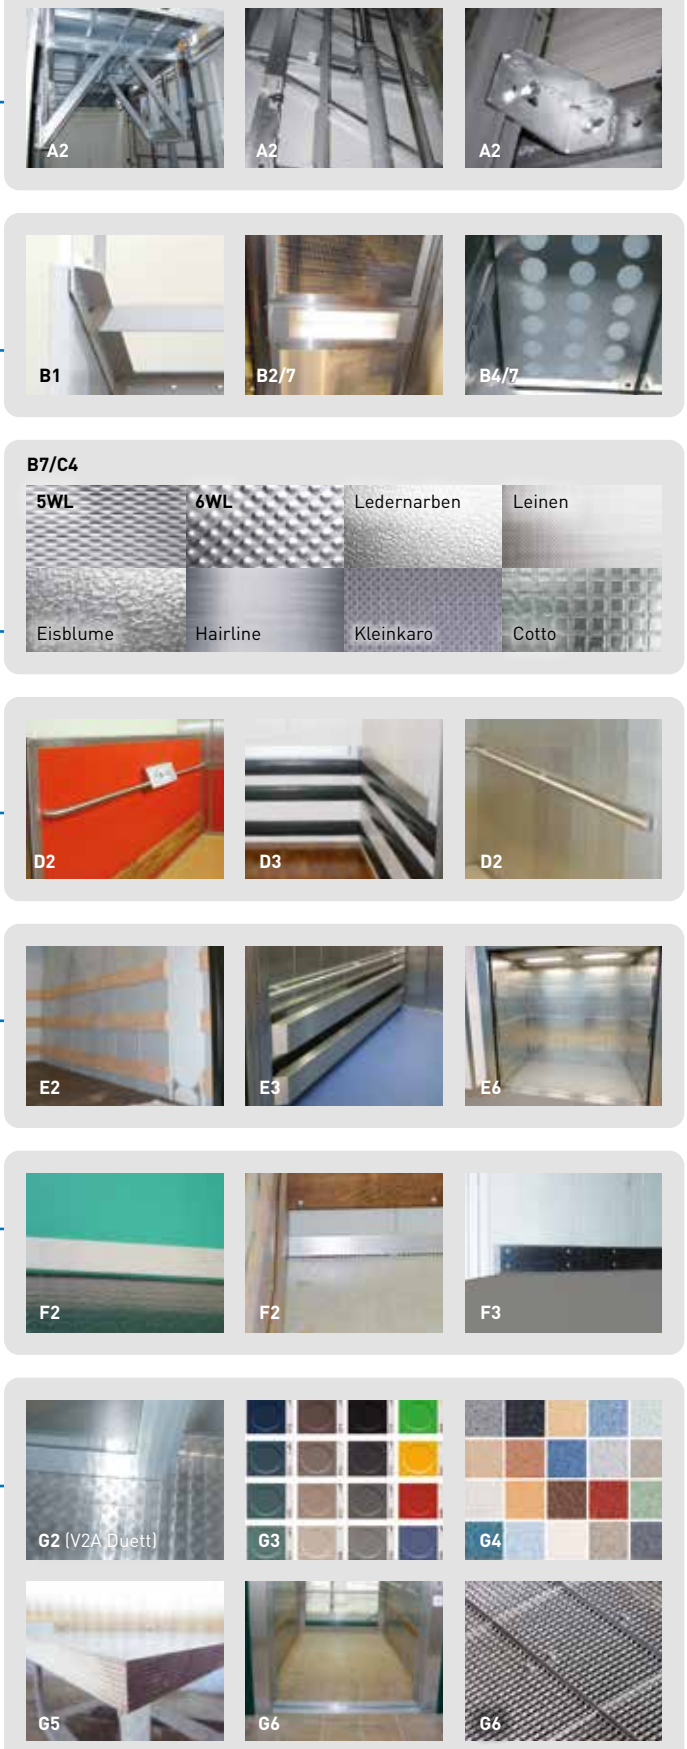 A2
A2
A2
B1
B2/7
B4/7
B7/C4
5WL
6WL
Ledernarben
Leinen
Eisblume
Hairline
Kleinkaro
Cotto
D2
D3
D2
E2
E3
E6
F2
F2
F3
G2 (V2A Duett)
G3
G4
G5
G6
G6